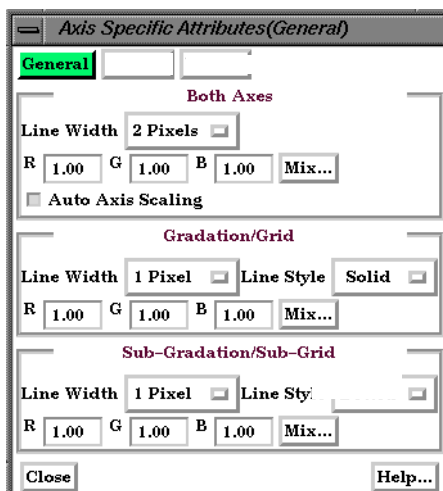 Axis Specific Attributes(General)
General
Both Axes
Line Width 2 Pixels
R 1.00 G 1.00 B 1.00 Mix...
Auto Axis Scaling
Gradation/Grid
Line Width 1 Pixel Line Style Solid
R 1.00 G 1.00 B 1.00 Mix...
Sub-Gradation/Sub-Grid
Line Width 1 Pixel Line
R 1.00 G 1.00 B 1.00 Mix...
Close Help...